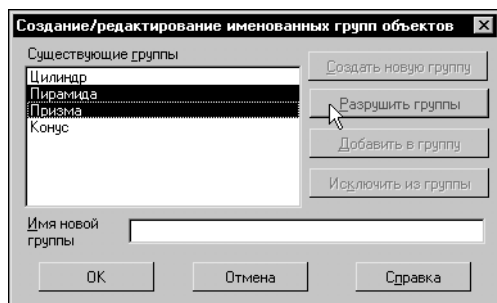 Создание/редактирование именованных групп объектов
Существующие группы
Цилиндр
Пирамида
Призма
Конус
Создать новую группу
Разрушить группы
Добавить в группу
Исключить из группы
Имя новой
группы
OK
Отмена
Справка